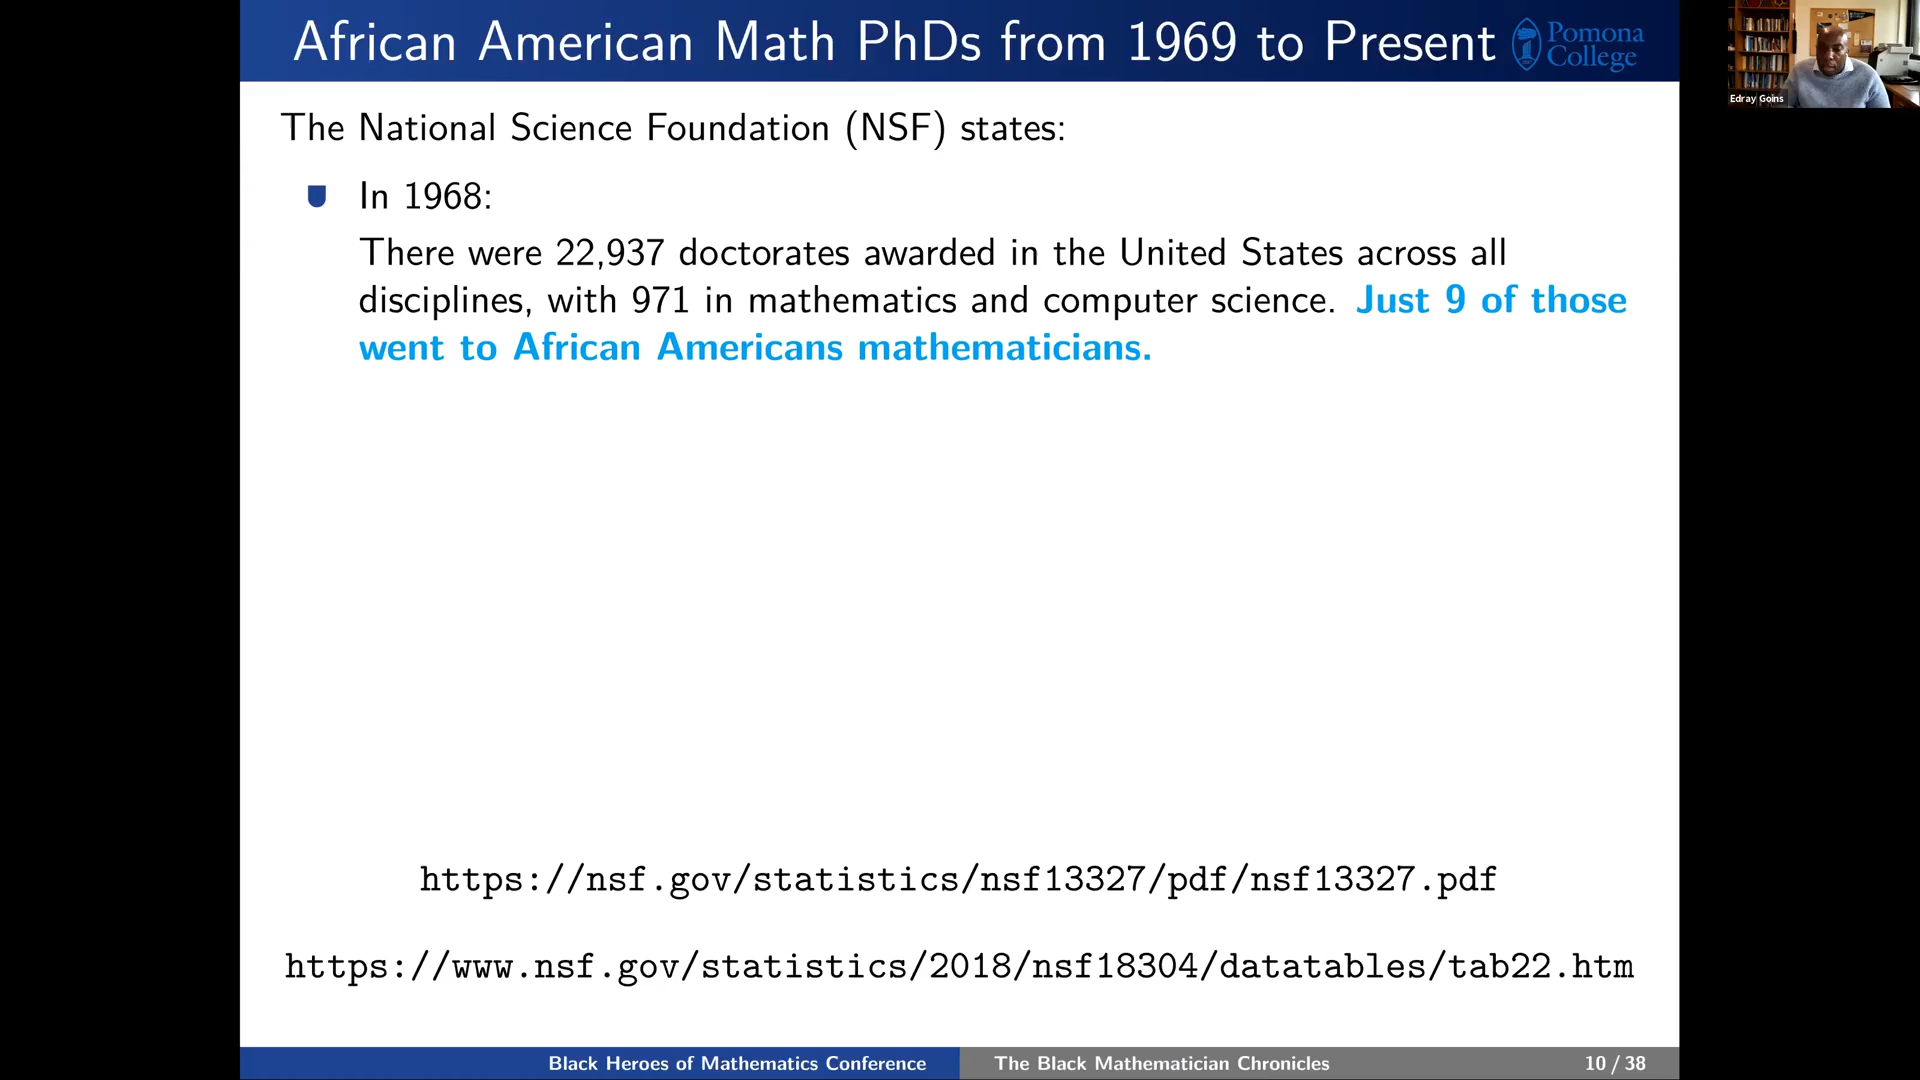 African American Math PhDs from 1969 to Present
Pomona
College
Edray Goins
The National Science Foundation (NSF) states:
In 1968:
There were 22,937 doctorates awarded in the United States across all
disciplines, with 971 in mathematics and computer science. Just 9 of those
went to African Americans mathematicians.
https://nsf.gov/statistics/nsf13327/pdf/nsf13327.pdf
https://www.nsf.gov/statistics/2018/nsf18304/datatables/tab22.htm
Black Heroes of Mathematics Conference
The Black Mathematician Chronicles
10 / 38